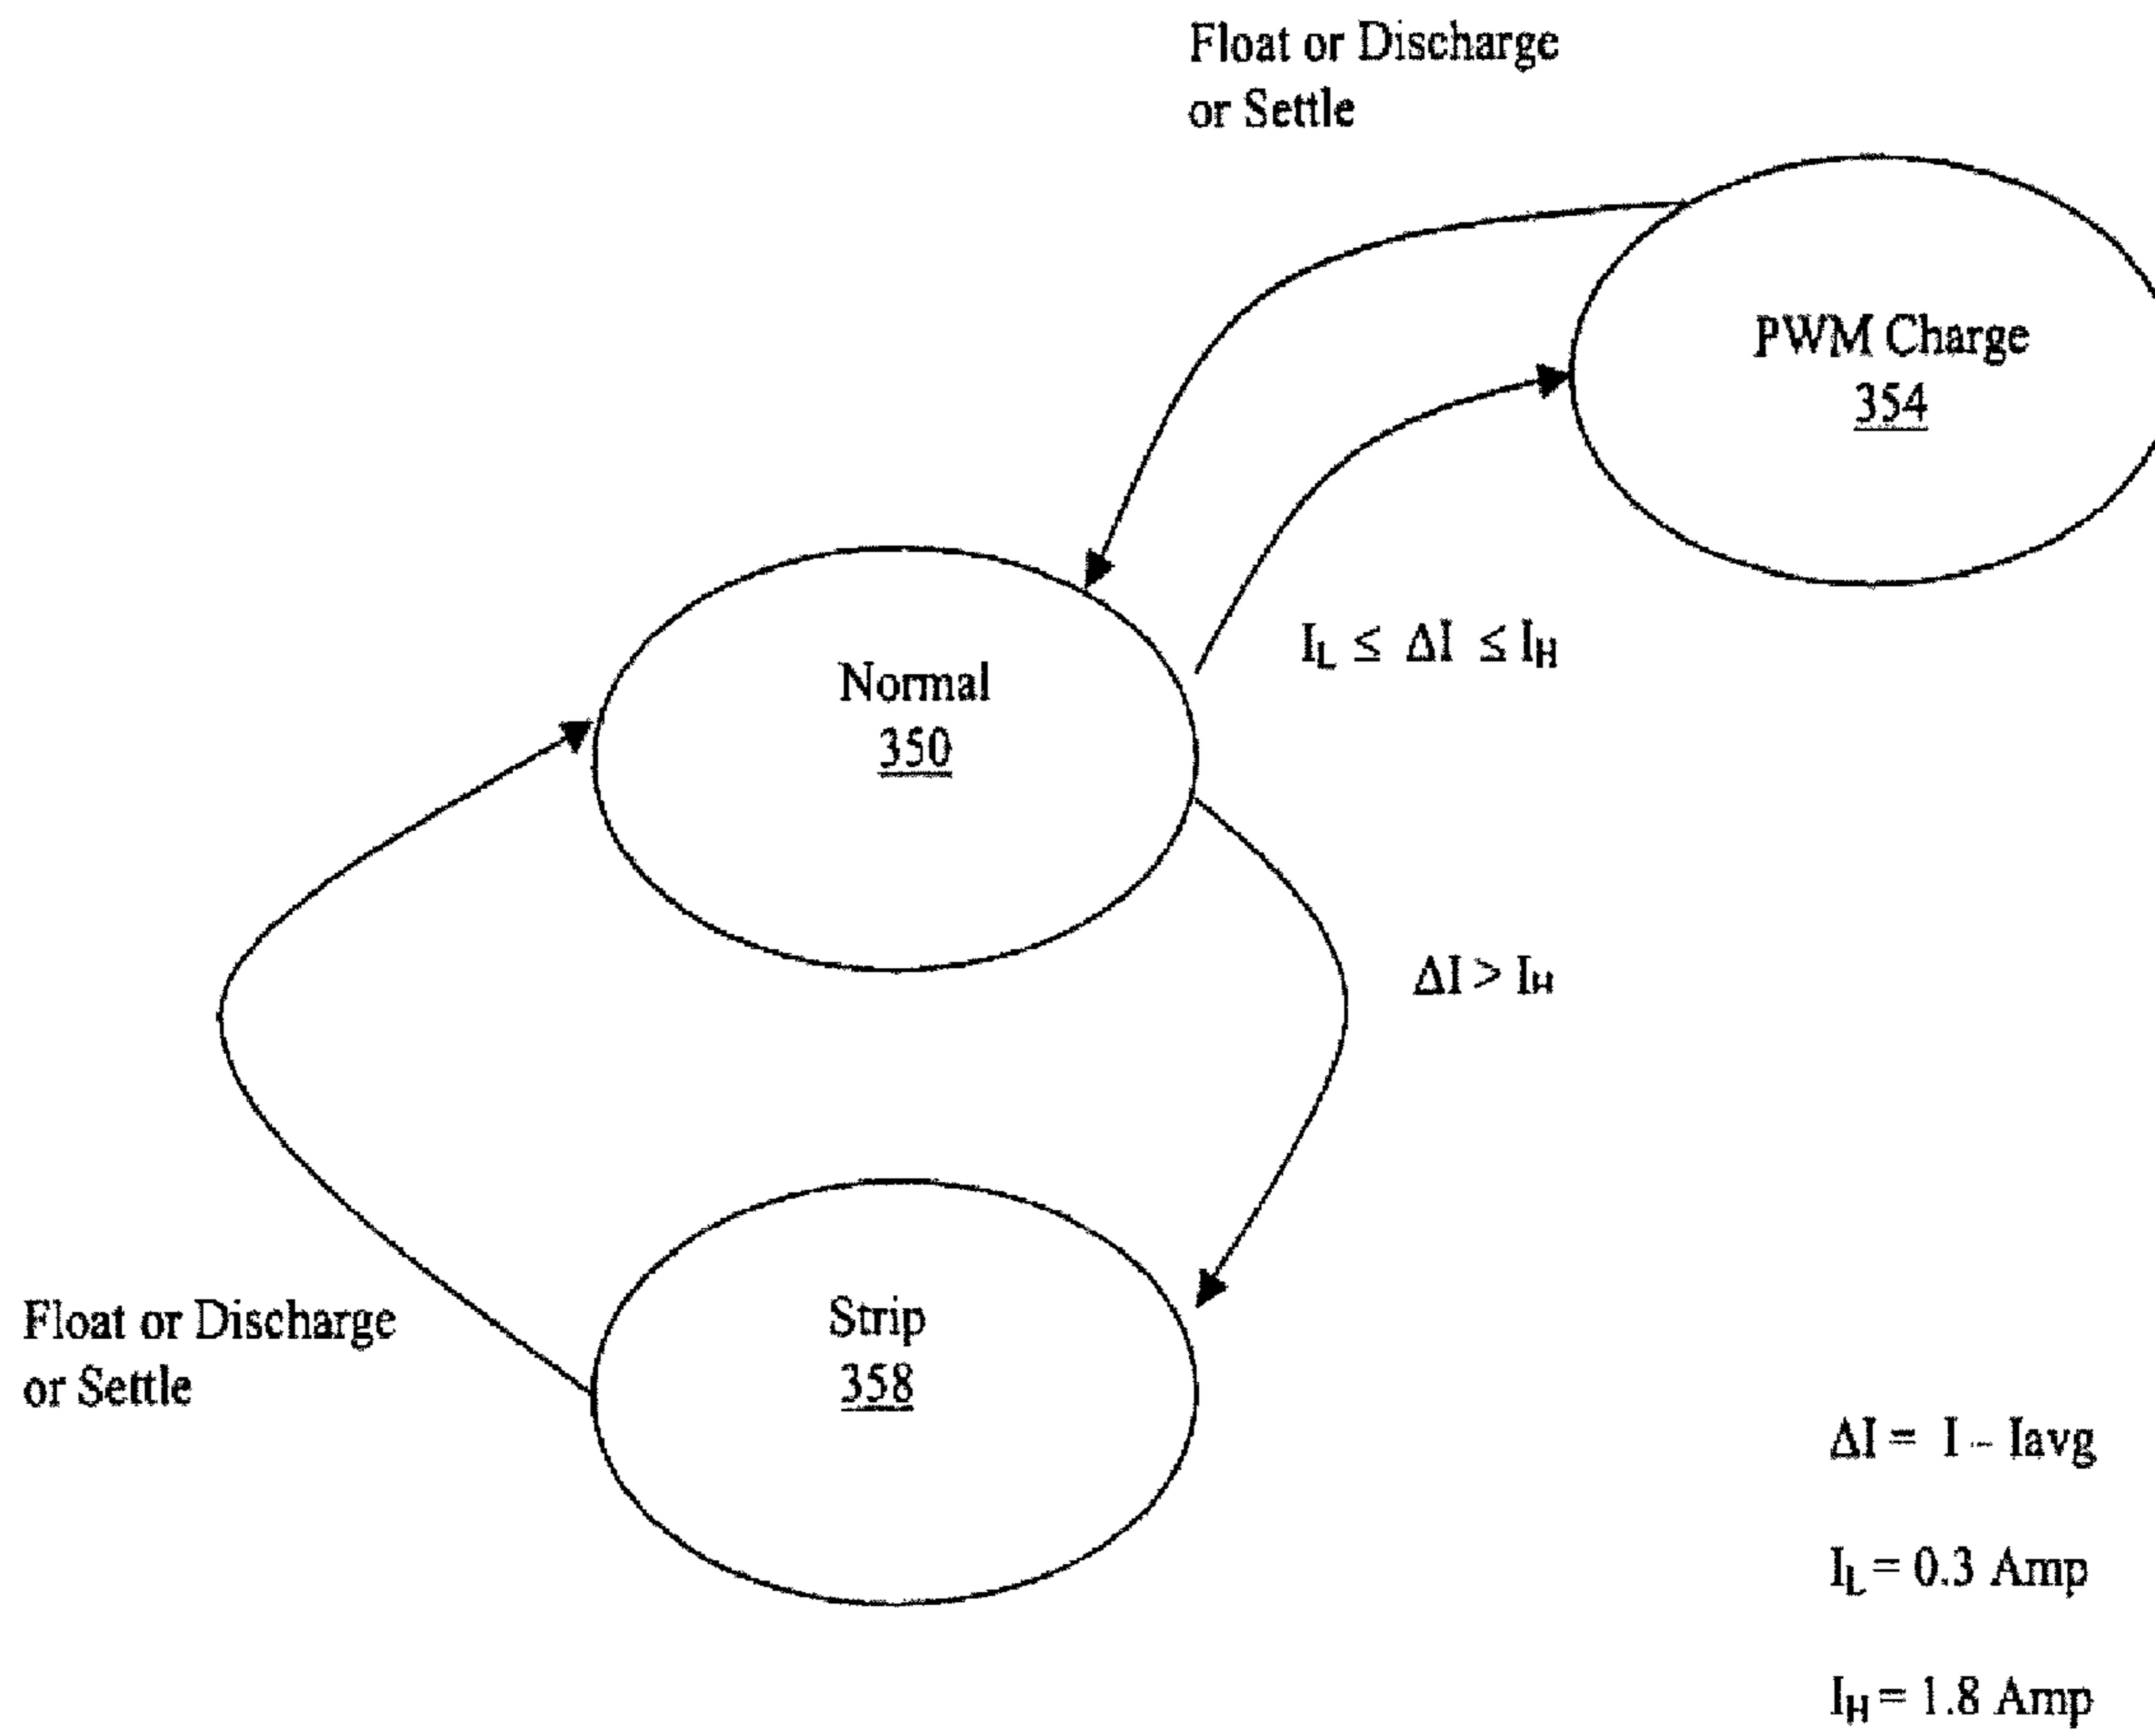 Float or Discharge
or Settle
PWM Charge
354
I_L ≤ ΔI ≤ I_H
Normal
350
ΔI > I_H
Strip
358
Float or Discharge
or Settle
ΔI = I - Iavg
I_L = 0.3 Amp
I_H = 1.8 Amp